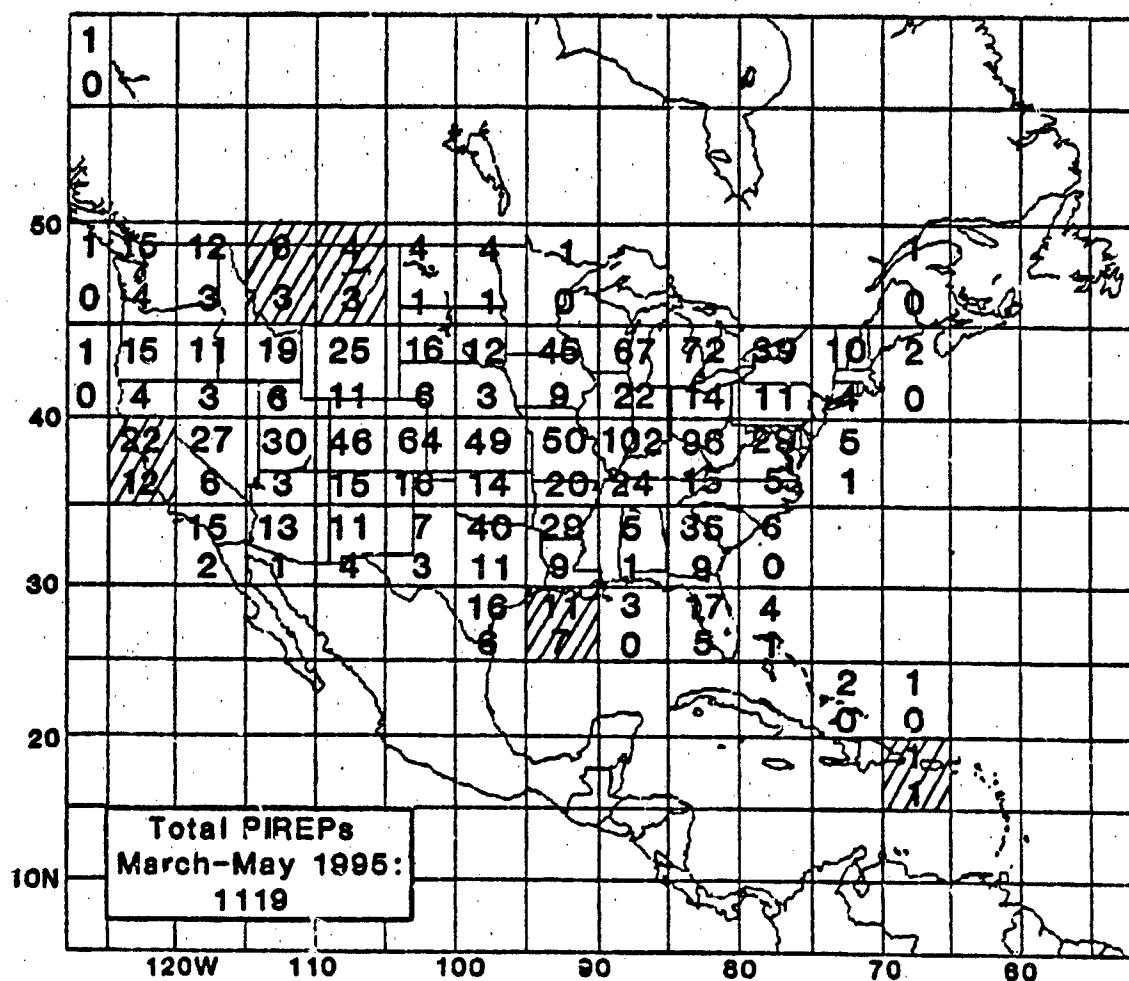 1
0
50
1 15 12 6 4 4 4 1 1
0 4 3 3 3 1 1 0 0
1 15 11 19 25 16 12 45 67 72 39 10 2
0 4 3 6 11 6 3 9 22 14 11 4 0
40
22 27 30 46 64 49 50 102 96 29 5
12 6 3 15 16 14 20 24 15 5 1
15 13 11 7 40 29 5 35 6
2 1 4 3 11 9 1 9 0
30
16 11 3 17 4
6 7 0 5 1
2 1
0 0
20
1
1
Total PIREPs
March-May 1995:
1119
10N
120W 110 100 90 80 70 60